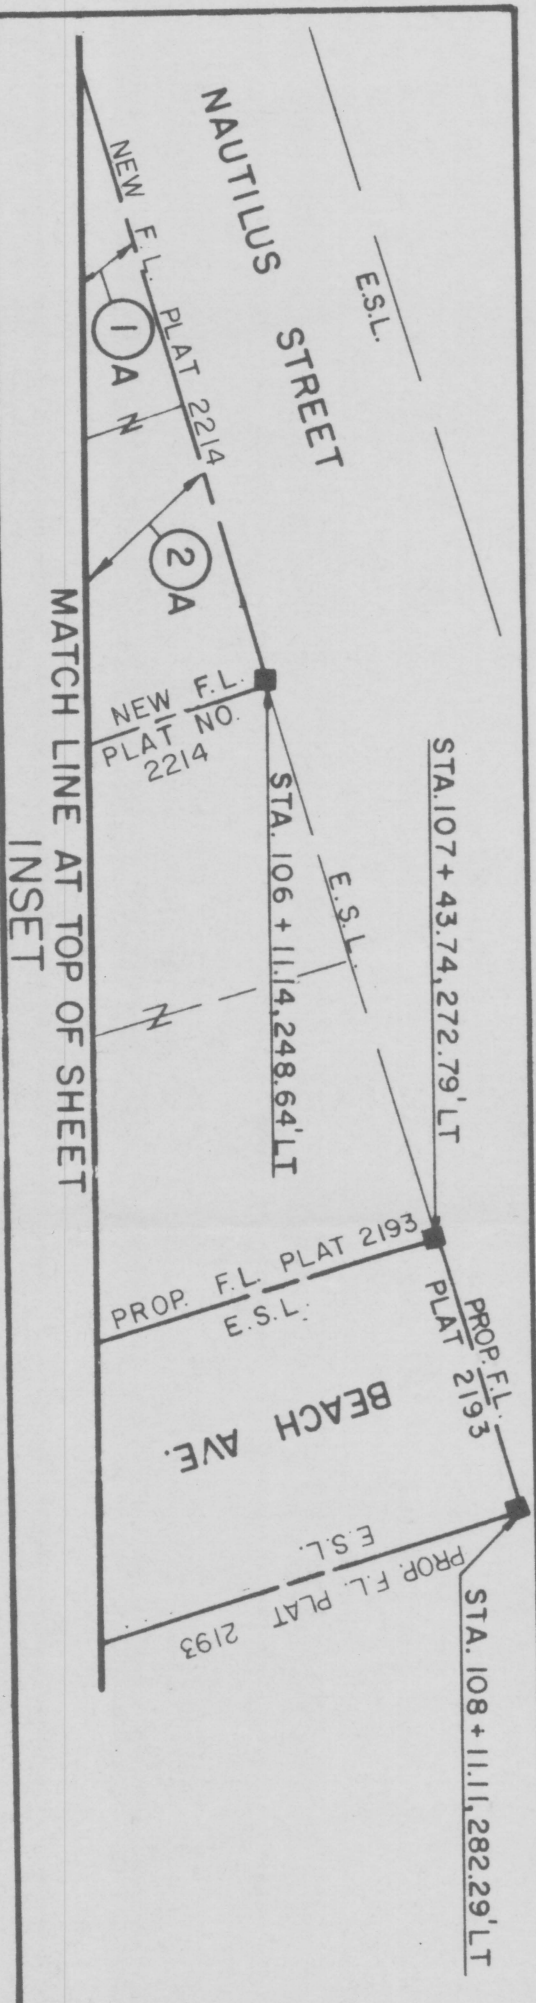 E.S.L.
NAUTILUS STREET
NEW F.L. PLAT 2214
1 A
N
2 A
NEW F.L.
PLAT NO.
2214
STA. 106 + 11.14, 248.64' LT
E.S.L.
N
STA. 107 + 43.74, 272.79' LT
PROP. F.L. PLAT 2193
E.S.L.
PROP. F.L.
PLAT 2193
BEACH AVE.
E.S.L.
PROP. F.L. PLAT 2193
STA. 108 + 11.11, 282.29' LT
MATCH LINE AT TOP OF SHEET
INSET